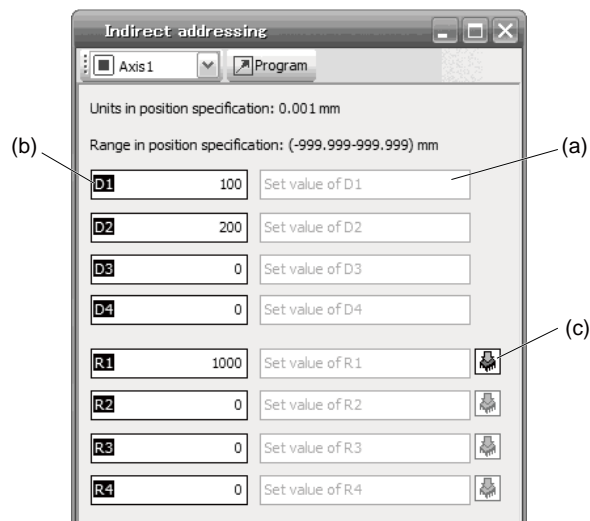 Indirect addressing
Axis1 Program
Units in position specification: 0.001 mm
(b) Range in position specification: (-999.999-999.999) mm (a)
D1 100 Set value of D1
D2 200 Set value of D2
D3 0 Set value of D3
D4 0 Set value of D4
(c)
R1 1000 Set value of R1
R2 0 Set value of R2
R3 0 Set value of R3
R4 0 Set value of R4